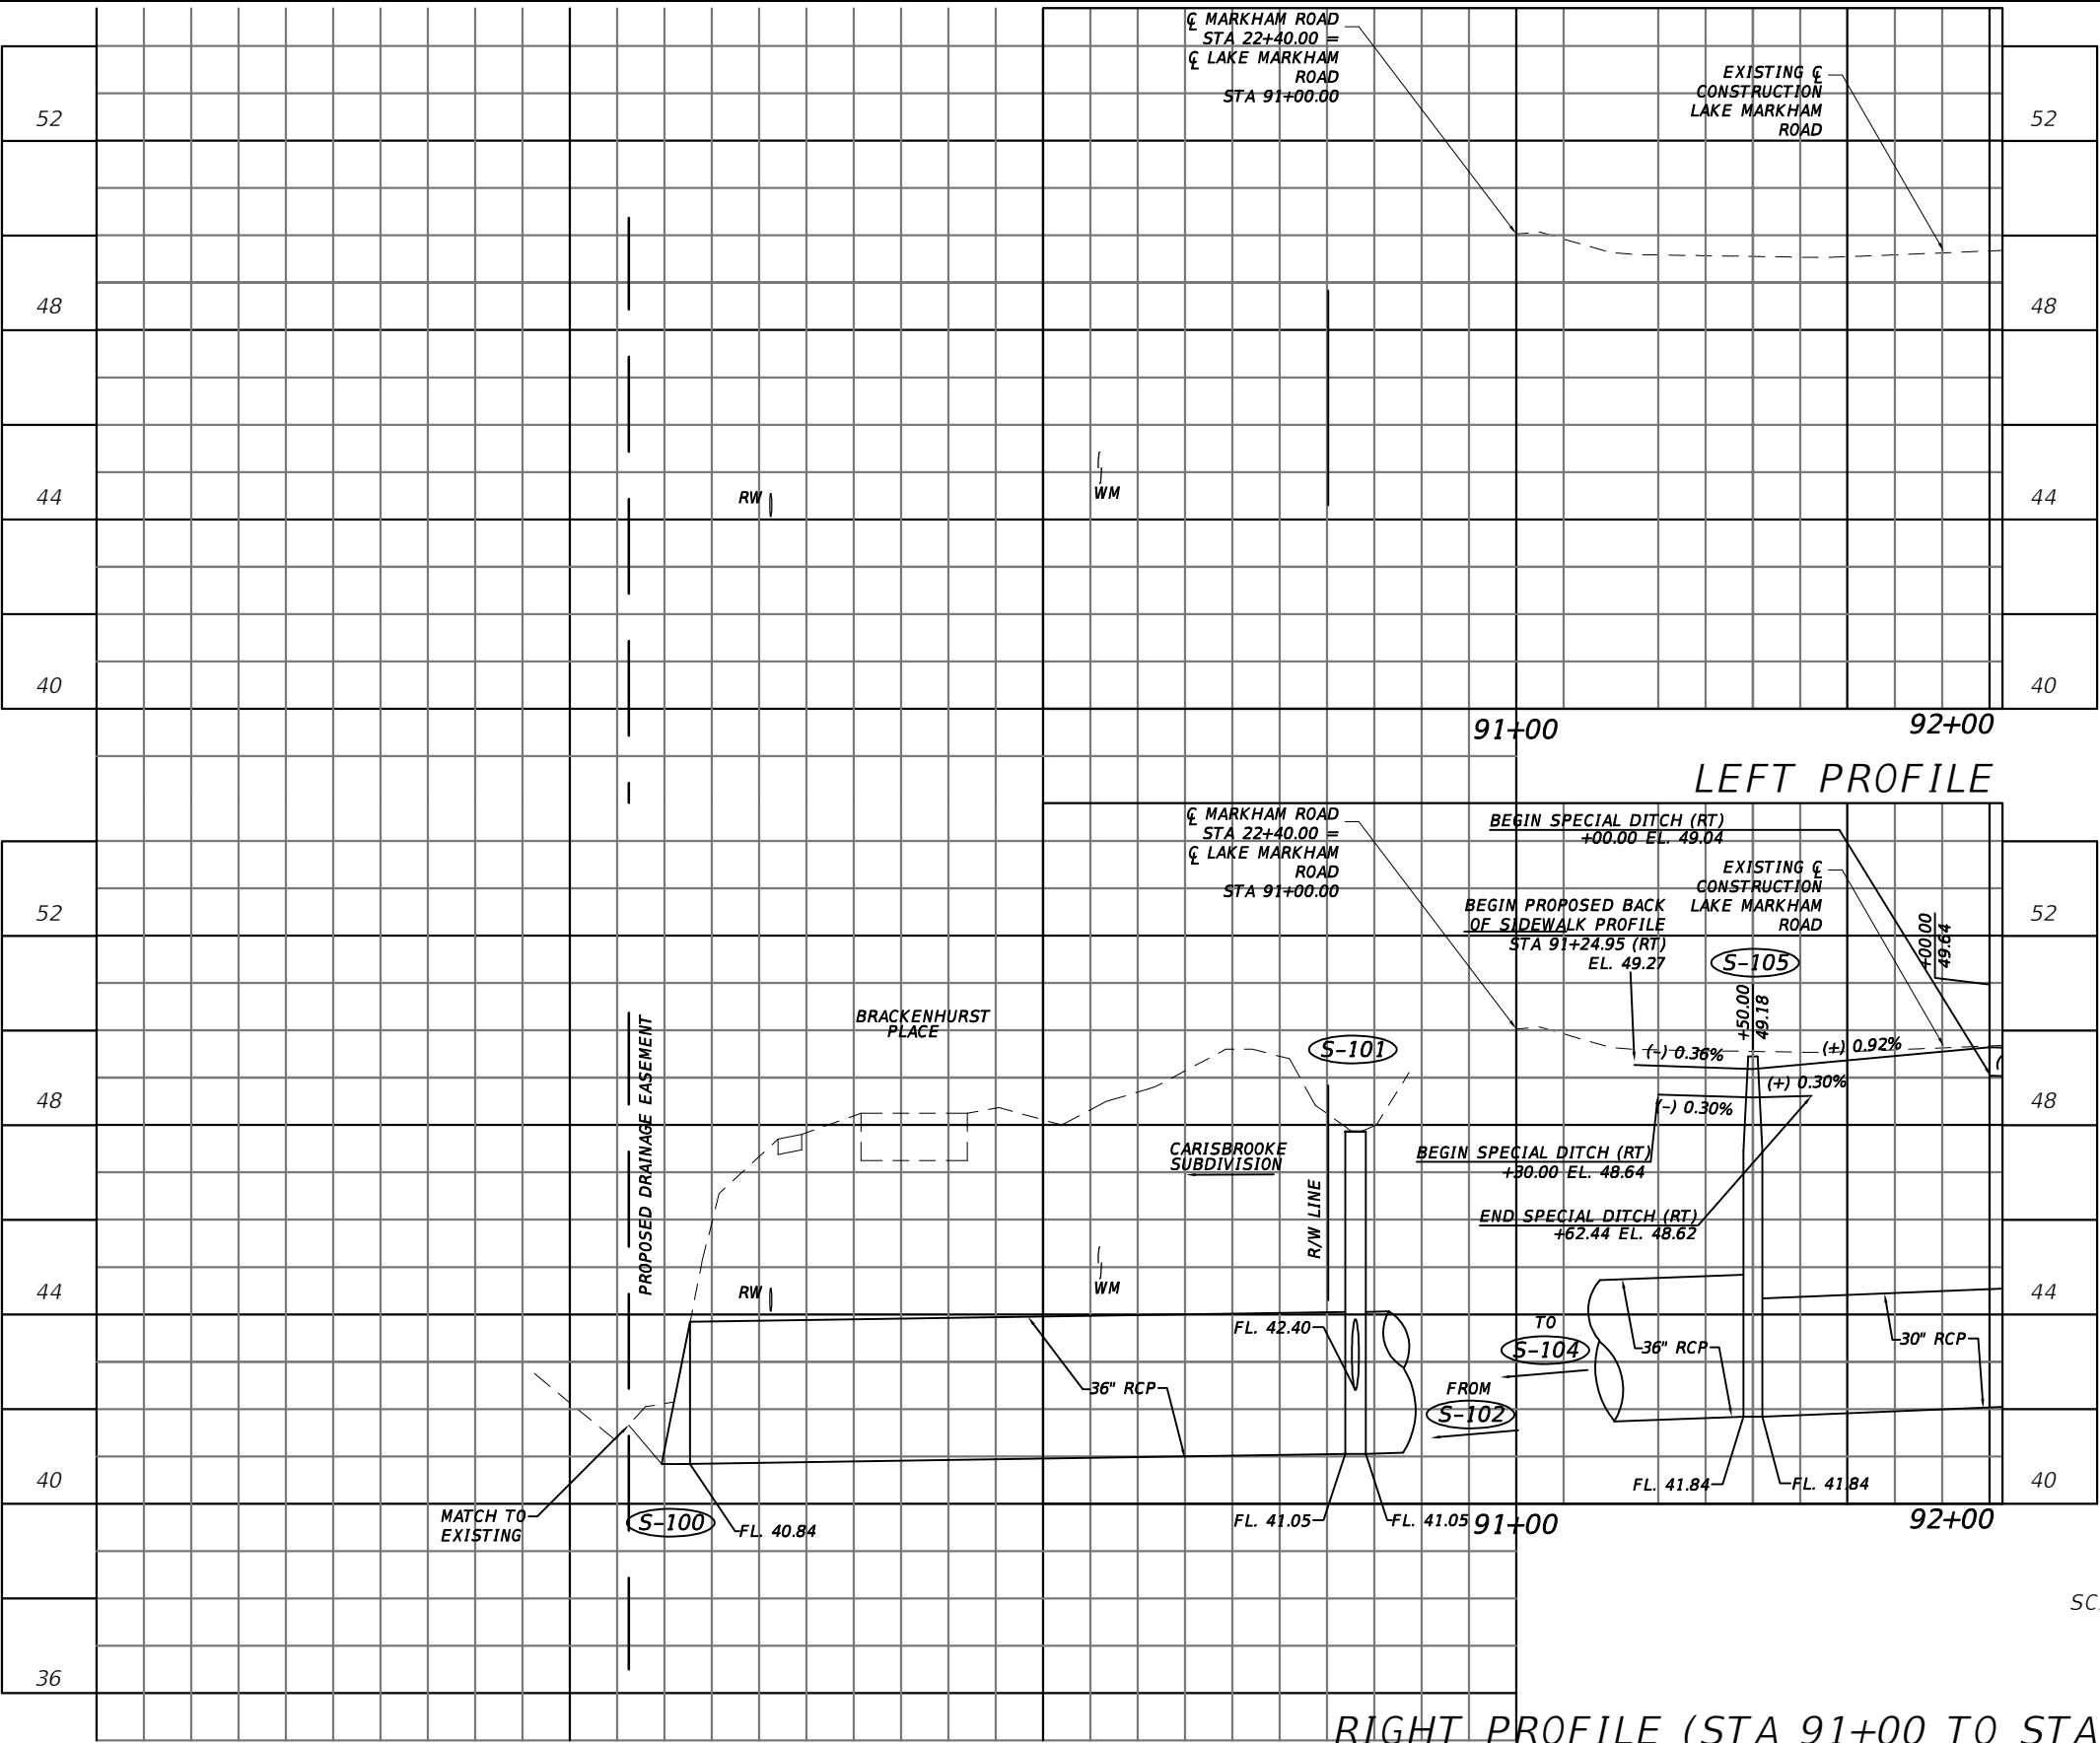 ℄ MARKHAM ROAD
STA 22+40.00 =
℄ LAKE MARKHAM
ROAD
STA 91+00.00
EXISTING ℄
CONSTRUCTION
LAKE MARKHAM
ROAD
52
52
48
48
44
44
RW
WM
40
40
91+00
92+00
LEFT PROFILE
℄ MARKHAM ROAD
STA 22+40.00 =
℄ LAKE MARKHAM
ROAD
STA 91+00.00
BEGIN SPECIAL DITCH (RT)
+00.00 EL. 49.04
EXISTING ℄
CONSTRUCTION
LAKE MARKHAM
ROAD
BEGIN PROPOSED BACK
OF SIDEWALK PROFILE
STA 91+24.95 (RT)
EL. 49.27
52
52
+00.00
49.64
S-105
+50.00
49.18
BRACKENHURST
PLACE
PROPOSED DRAINAGE EASEMENT
S-101
(-) 0.36%
(+) 0.92%
(
(+) 0.30%
(-) 0.30%
48
48
CARISBROOKE
SUBDIVISION
BEGIN SPECIAL DITCH (RT)
+30.00 EL. 48.64
R/W LINE
END SPECIAL DITCH (RT)
+62.44 EL. 48.62
44
44
RW
WM
FL. 42.40
TO
S-104
36" RCP
30" RCP
36" RCP
FROM
S-102
40
40
FL. 41.84
FL. 41.84
MATCH TO
EXISTING
S-100
FL. 40.84
FL. 41.05
FL. 41.05
91+00
92+00
SC
36
RIGHT PROFILE (STA 91+00 TO STA